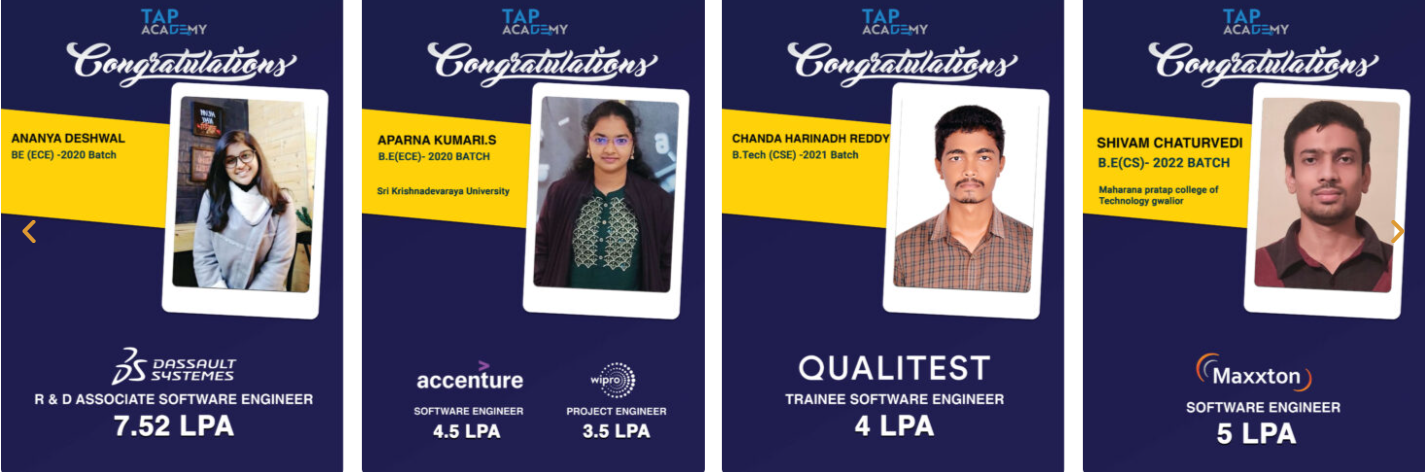 TAP
ACADEMY
Congratulations
ANANYA DESHWAL
BE (ECE) -2020 Batch
DASSAULT
SYSTEMES
R & D ASSOCIATE SOFTWARE ENGINEER
7.52 LPA
TAP
ACADEMY
Congratulations
APARNA KUMARI.S
B.E(ECE)- 2020 BATCH
Sri Krishnadevaraya University
accenture
SOFTWARE ENGINEER
4.5 LPA
wipro
PROJECT ENGINEER
3.5 LPA
TAP
ACADEMY
Congratulations
CHANDA HARINADH REDDY
B.Tech (CSE) -2021 Batch
QUALITEST
TRAINEE SOFTWARE ENGINEER
4 LPA
TAP
ACADEMY
Congratulations
SHIVAM CHATURVEDI
B.E(CS)- 2022 BATCH
Maharana pratap college of
Technology gwalior
Maxxton
SOFTWARE ENGINEER
5 LPA